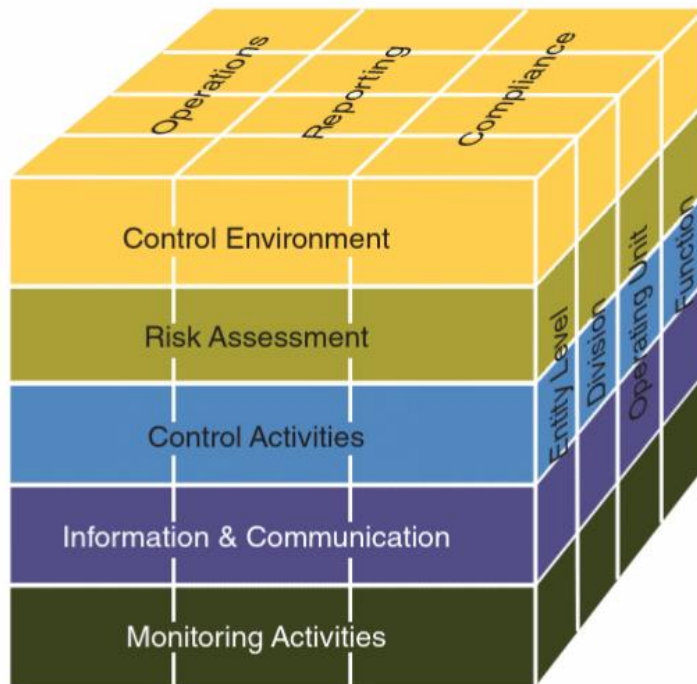 Operations
Reporting
Compliance
Control Environment
Risk Assessment
Control Activities
Information & Communication
Monitoring Activities
Entity Level
Division
Operating Unit
Function